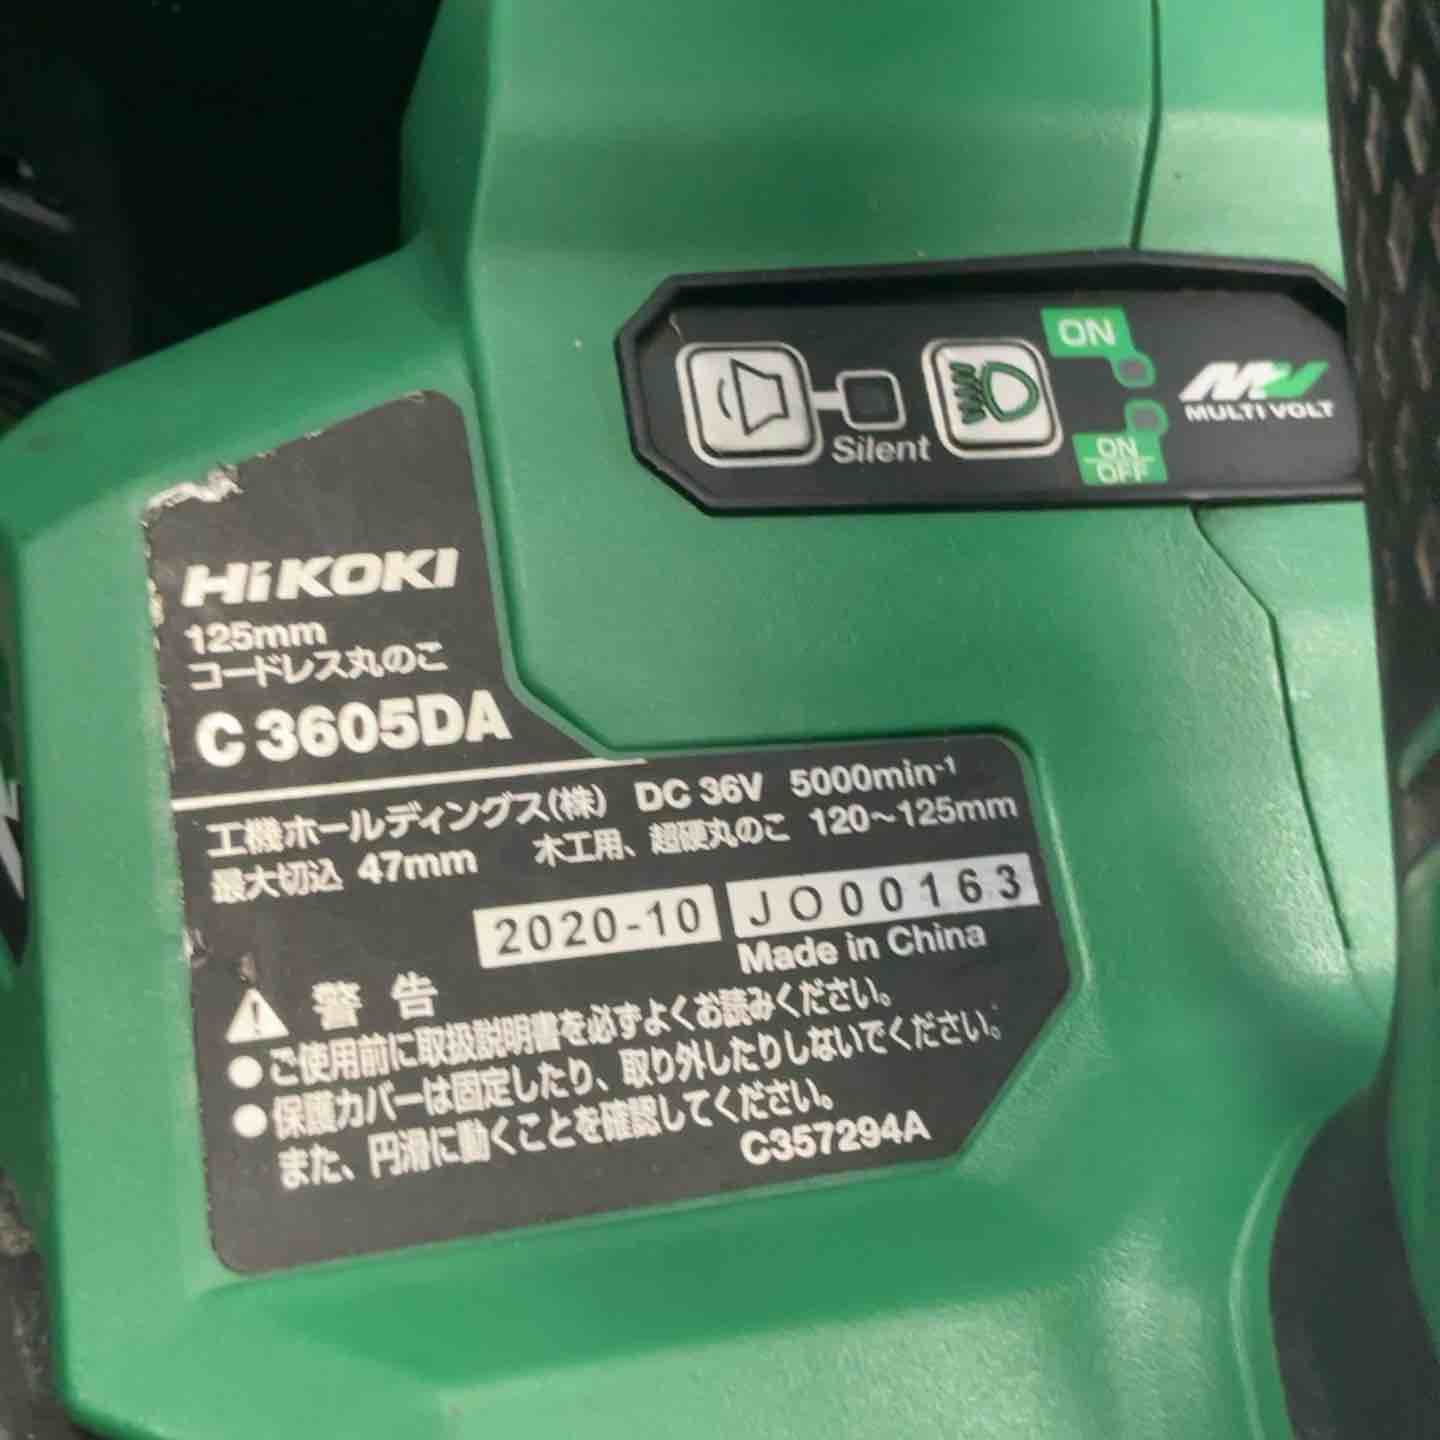 ON
MULTI VOLT
Silent
ON
OFF
HiKOKI
125mm
コードレス丸のこ
C 3605DA
工機ホールディングス(株) DC 36V 5000min-1
最大切込 47mm 木工用、超硬丸のこ 120～125mm
2020-10 J000163
Made in China
警告
●ご使用前に取扱説明書を必ずよくお読みください。
●保護カバーは固定したり、取り外したりしないでください。
また、円滑に動くことを確認してください。
C357294A